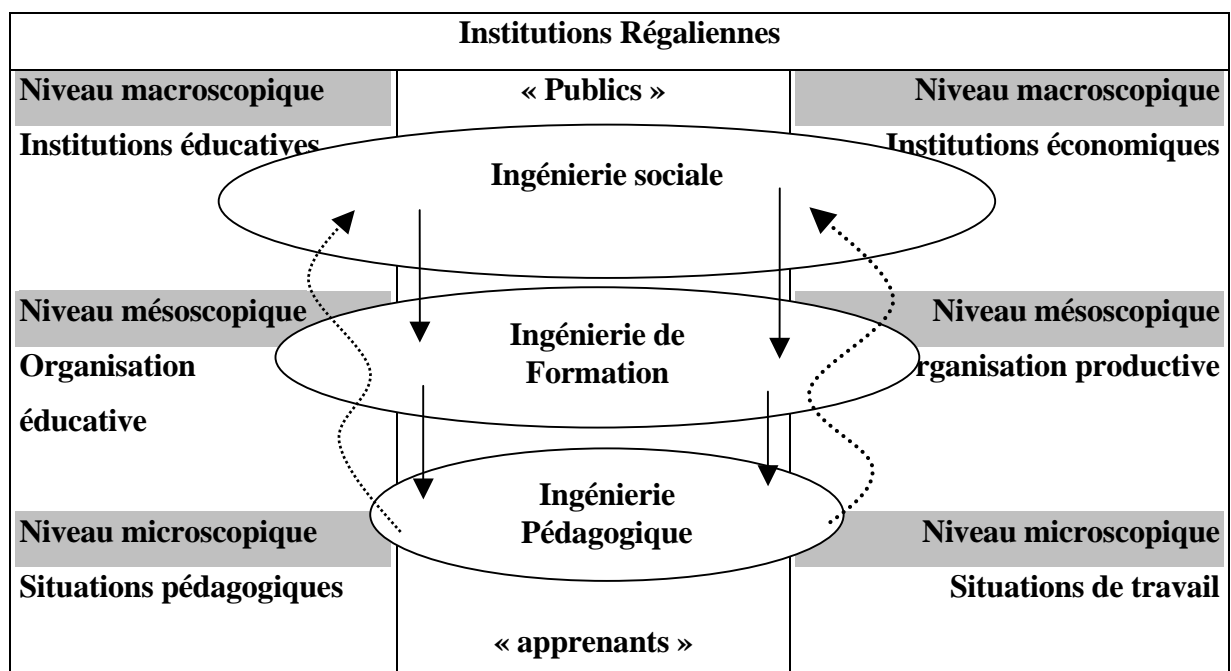 Institutions Régaliennes
Niveau macroscopique
« Publics »
Niveau macroscopique
Institutions éducatives
Institutions économiques
Ingénierie sociale
Niveau mésoscopique
Niveau mésoscopique
Ingénierie de
Formation
Organisation
rganisation productive
éducative
Ingénierie
Pédagogique
Niveau microscopique
Niveau microscopique
Situations pédagogiques
Situations de travail
« apprenants »